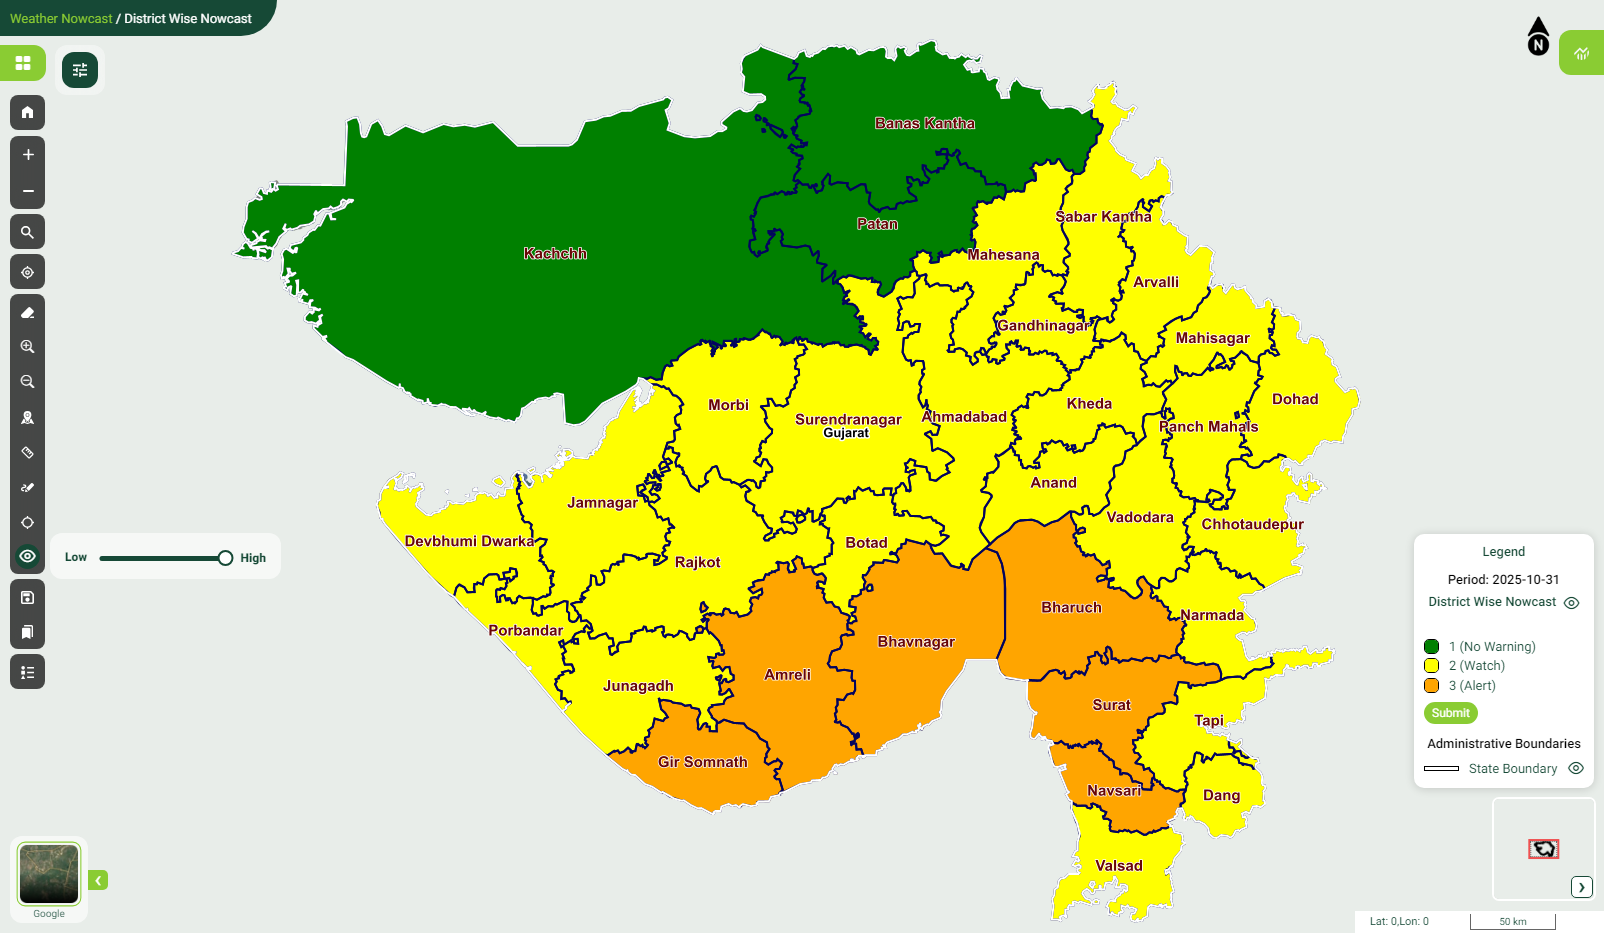 Weather Nowcast / District Wise Nowcast
N
Banas Kantha
Patan
Sabar Kantha
Kachchh
Mahesana
Arvalli
Gandhinagar
Mahisagar
Dohad
Morbi
Kheda
Surendranagar
Ahmadabad
Panch Mahals
Gujarat
Anand
Jamnagar
Vadodara
Chhotaudepur
Devbhumi Dwarka
Botad
Rajkot
Low
High
Bharuch
Narmada
Porbandar
Bhavnagar
Amreli
Junagadh
Surat
Tapi
Gir Somnath
Navsari
Dang
Valsad
Legend
Period: 2025-10-31
District Wise Nowcast
1 (No Warning)
2 (Watch)
3 (Alert)
Submit
Administrative Boundaries
State Boundary
Google
Lat: 0,Lon: 0
50 km